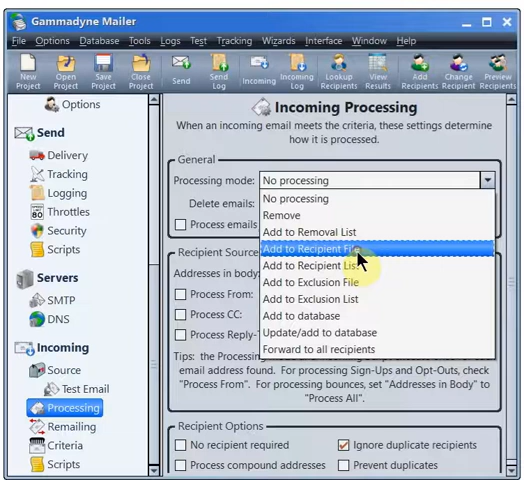 Gammadyne Mailer
File Options Database Tools Logs Test Tracking Wizards Interface Window Help
New Project
Open Project
Save Project
Close Project
Send
Send Log
Incoming
Incoming Log
Lookup Recipients
View Results
Add Recipients
Change Recipients
Preview Recipients
Options
Send
Delivery
Tracking
Logging
80
Throttles
Security
Scripts
Servers
SMTP
DNS
Incoming
Source
Test Email
Processing
Remailing
Criteria
Scripts
Incoming Processing
When an incoming email meets the criteria, these settings determine
how it is processed.
General
Processing mode: No processing
No processing
Delete emails:
Remove
Process emails
Add to Removal List
Add to Recipient File
Recipient Source
Add to Recipient List
Addresses in body:
Add to Exclusion File
Process From:
Add to Exclusion List
Process CC:
Add to database
Process Reply-
Update/add to database
Forward to all recipients
Tips: the Processing
email address found. For processing Sign-Ups and Opt-Outs, check
"Process From". For processing bounces, set "Addresses in Body" to
"Process All".
Recipient Options
No recipient required Ignore duplicate recipients
Process compound addresses Prevent duplicates